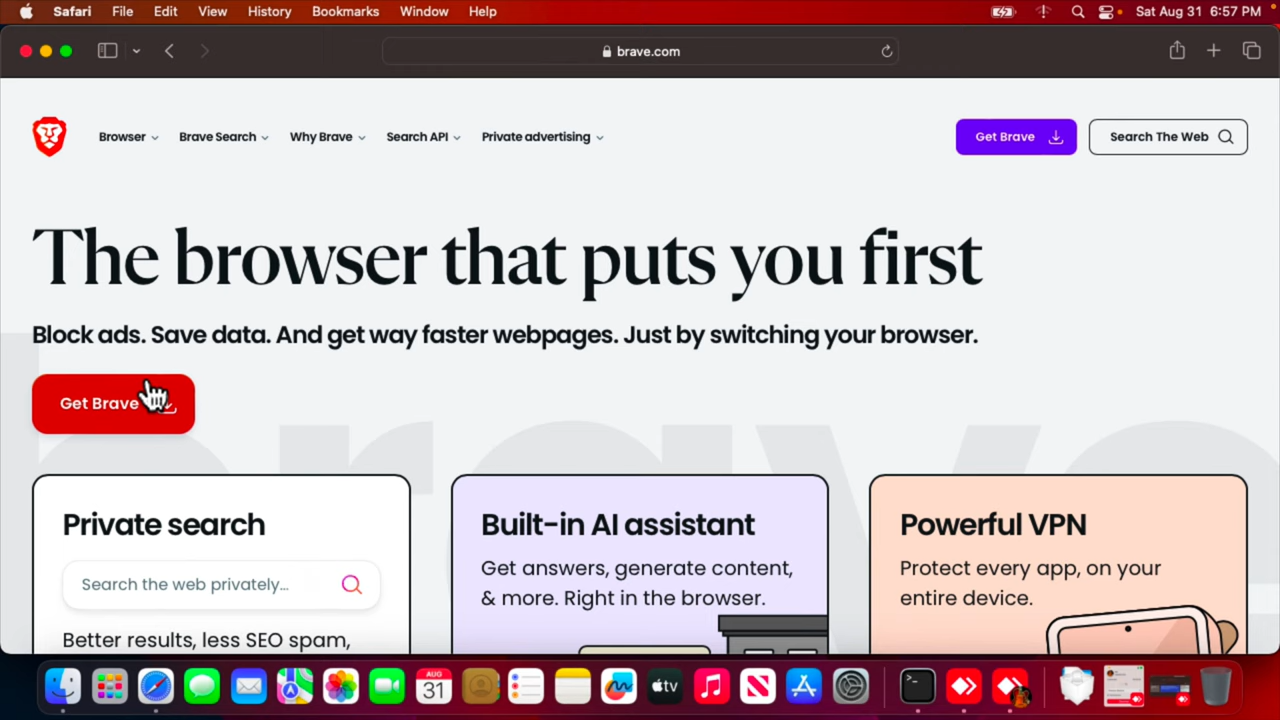 Safari File Edit View History Bookmarks Window Help Sat Aug 31 6:57 PM
brave.com
Browser Brave Search Why Brave Search API Private advertising Get Brave Search The Web
The browser that puts you first
Block ads. Save data. And get way faster webpages. Just by switching your browser.
Get Brave
brave
Private search
Search the web privately...
Better results, less SEO spam,
Built-in AI assistant
Get answers, generate content,
& more. Right in the browser.
Powerful VPN
Protect every app, on your
entire device.
AUG
31
tv